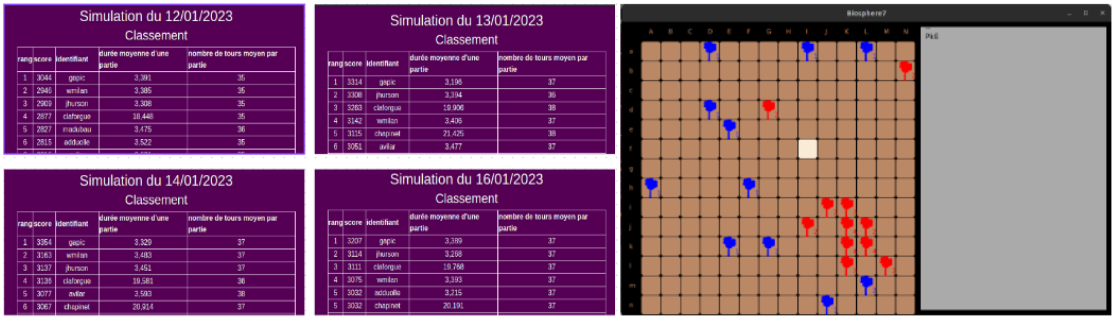 Simulation du 12/01/2023
Classement
rang score identifiant durée moyenne d'une partie nombre de tours moyen par partie
1 3044 gapic 3,391 35
2 2946 wmilan 3,385 35
3 2909 jhurson 3,308 35
4 2877 claforgue 18,448 35
5 2827 madubau 3,475 36
6 2815 adduolle 3,522 35
Simulation du 13/01/2023
Classement
rang score identifiant durée moyenne d'une partie nombre de tours moyen par partie
1 3314 gapic 3,196 37
2 3308 jhurson 3,394 36
3 3263 claforgue 19,906 38
4 3142 wmilan 3,406 37
5 3115 chapinet 21,425 38
6 3051 avilar 3,477 37
Simulation du 14/01/2023
Classement
rang score identifiant durée moyenne d'une partie nombre de tours moyen par partie
1 3354 gapic 3,329 37
2 3163 wmilan 3,483 37
3 3137 jhurson 3,451 37
4 3136 claforgue 19,581 36
5 3077 avilar 3,593 38
6 3067 chapinet 20,914 37
Simulation du 16/01/2023
Classement
rang score identifiant durée moyenne d'une partie nombre de tours moyen par partie
1 3207 gapic 3,389 37
2 3114 jhurson 3,268 37
3 3111 claforgue 19,768 37
4 3075 wmilan 3,393 37
5 3032 adduolle 3,215 37
5 3032 chapinet 20,191 37
Biosphere7
A B C D E F G H I J K L M N
a
b
c
d
e
f
g
h
i
j
k
l
m
n